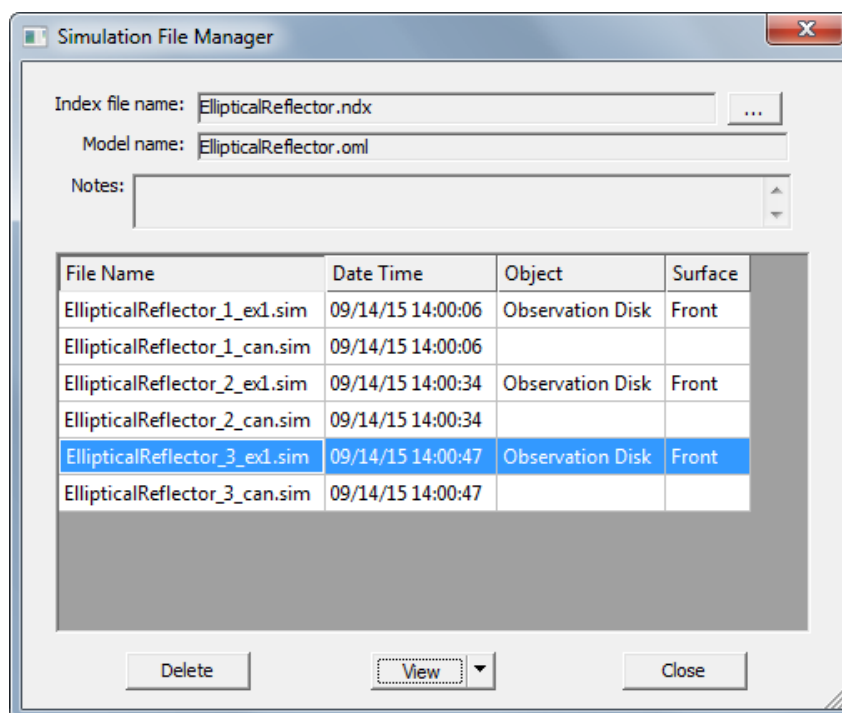 Simulation File Manager
Index file name: EllipticalReflector.ndx ...
Model name: EllipticalReflector.oml
Notes:
File Name Date Time Object Surface
EllipticalReflector_1_ex1.sim 09/14/15 14:00:06 Observation Disk Front
EllipticalReflector_1_can.sim 09/14/15 14:00:06
EllipticalReflector_2_ex1.sim 09/14/15 14:00:34 Observation Disk Front
EllipticalReflector_2_can.sim 09/14/15 14:00:34
EllipticalReflector_3_ex1.sim 09/14/15 14:00:47 Observation Disk Front
EllipticalReflector_3_can.sim 09/14/15 14:00:47
Delete View Close